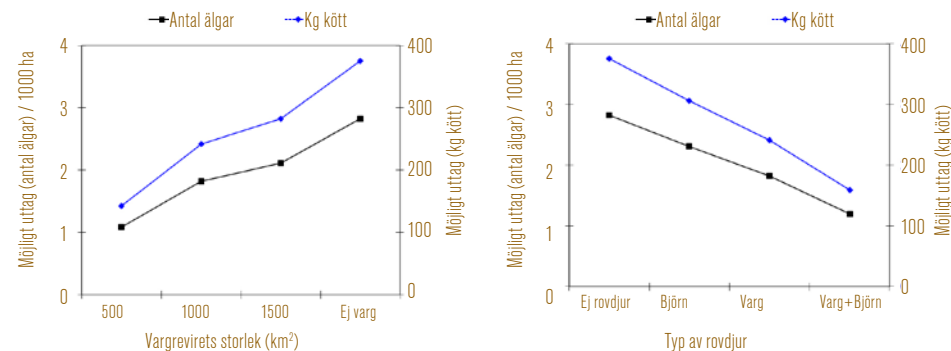 Antal älgar Kg kött
Möjligt uttag (antal älgar) / 1000 ha
4
3
2
1
0
400
300
200
100
0
Möjligt uttag (kg kött)
500 1000 1500 Ej varg
Vargrevirets storlek (km²)
Antal älgar Kg kött
Möjligt uttag (antal älgar) / 1000 ha
4
3
2
1
0
400
300
200
100
0
Möjligt uttag (kg kött)
Ej rovdjur Björn Varg Varg+Björn
Typ av rovdjur